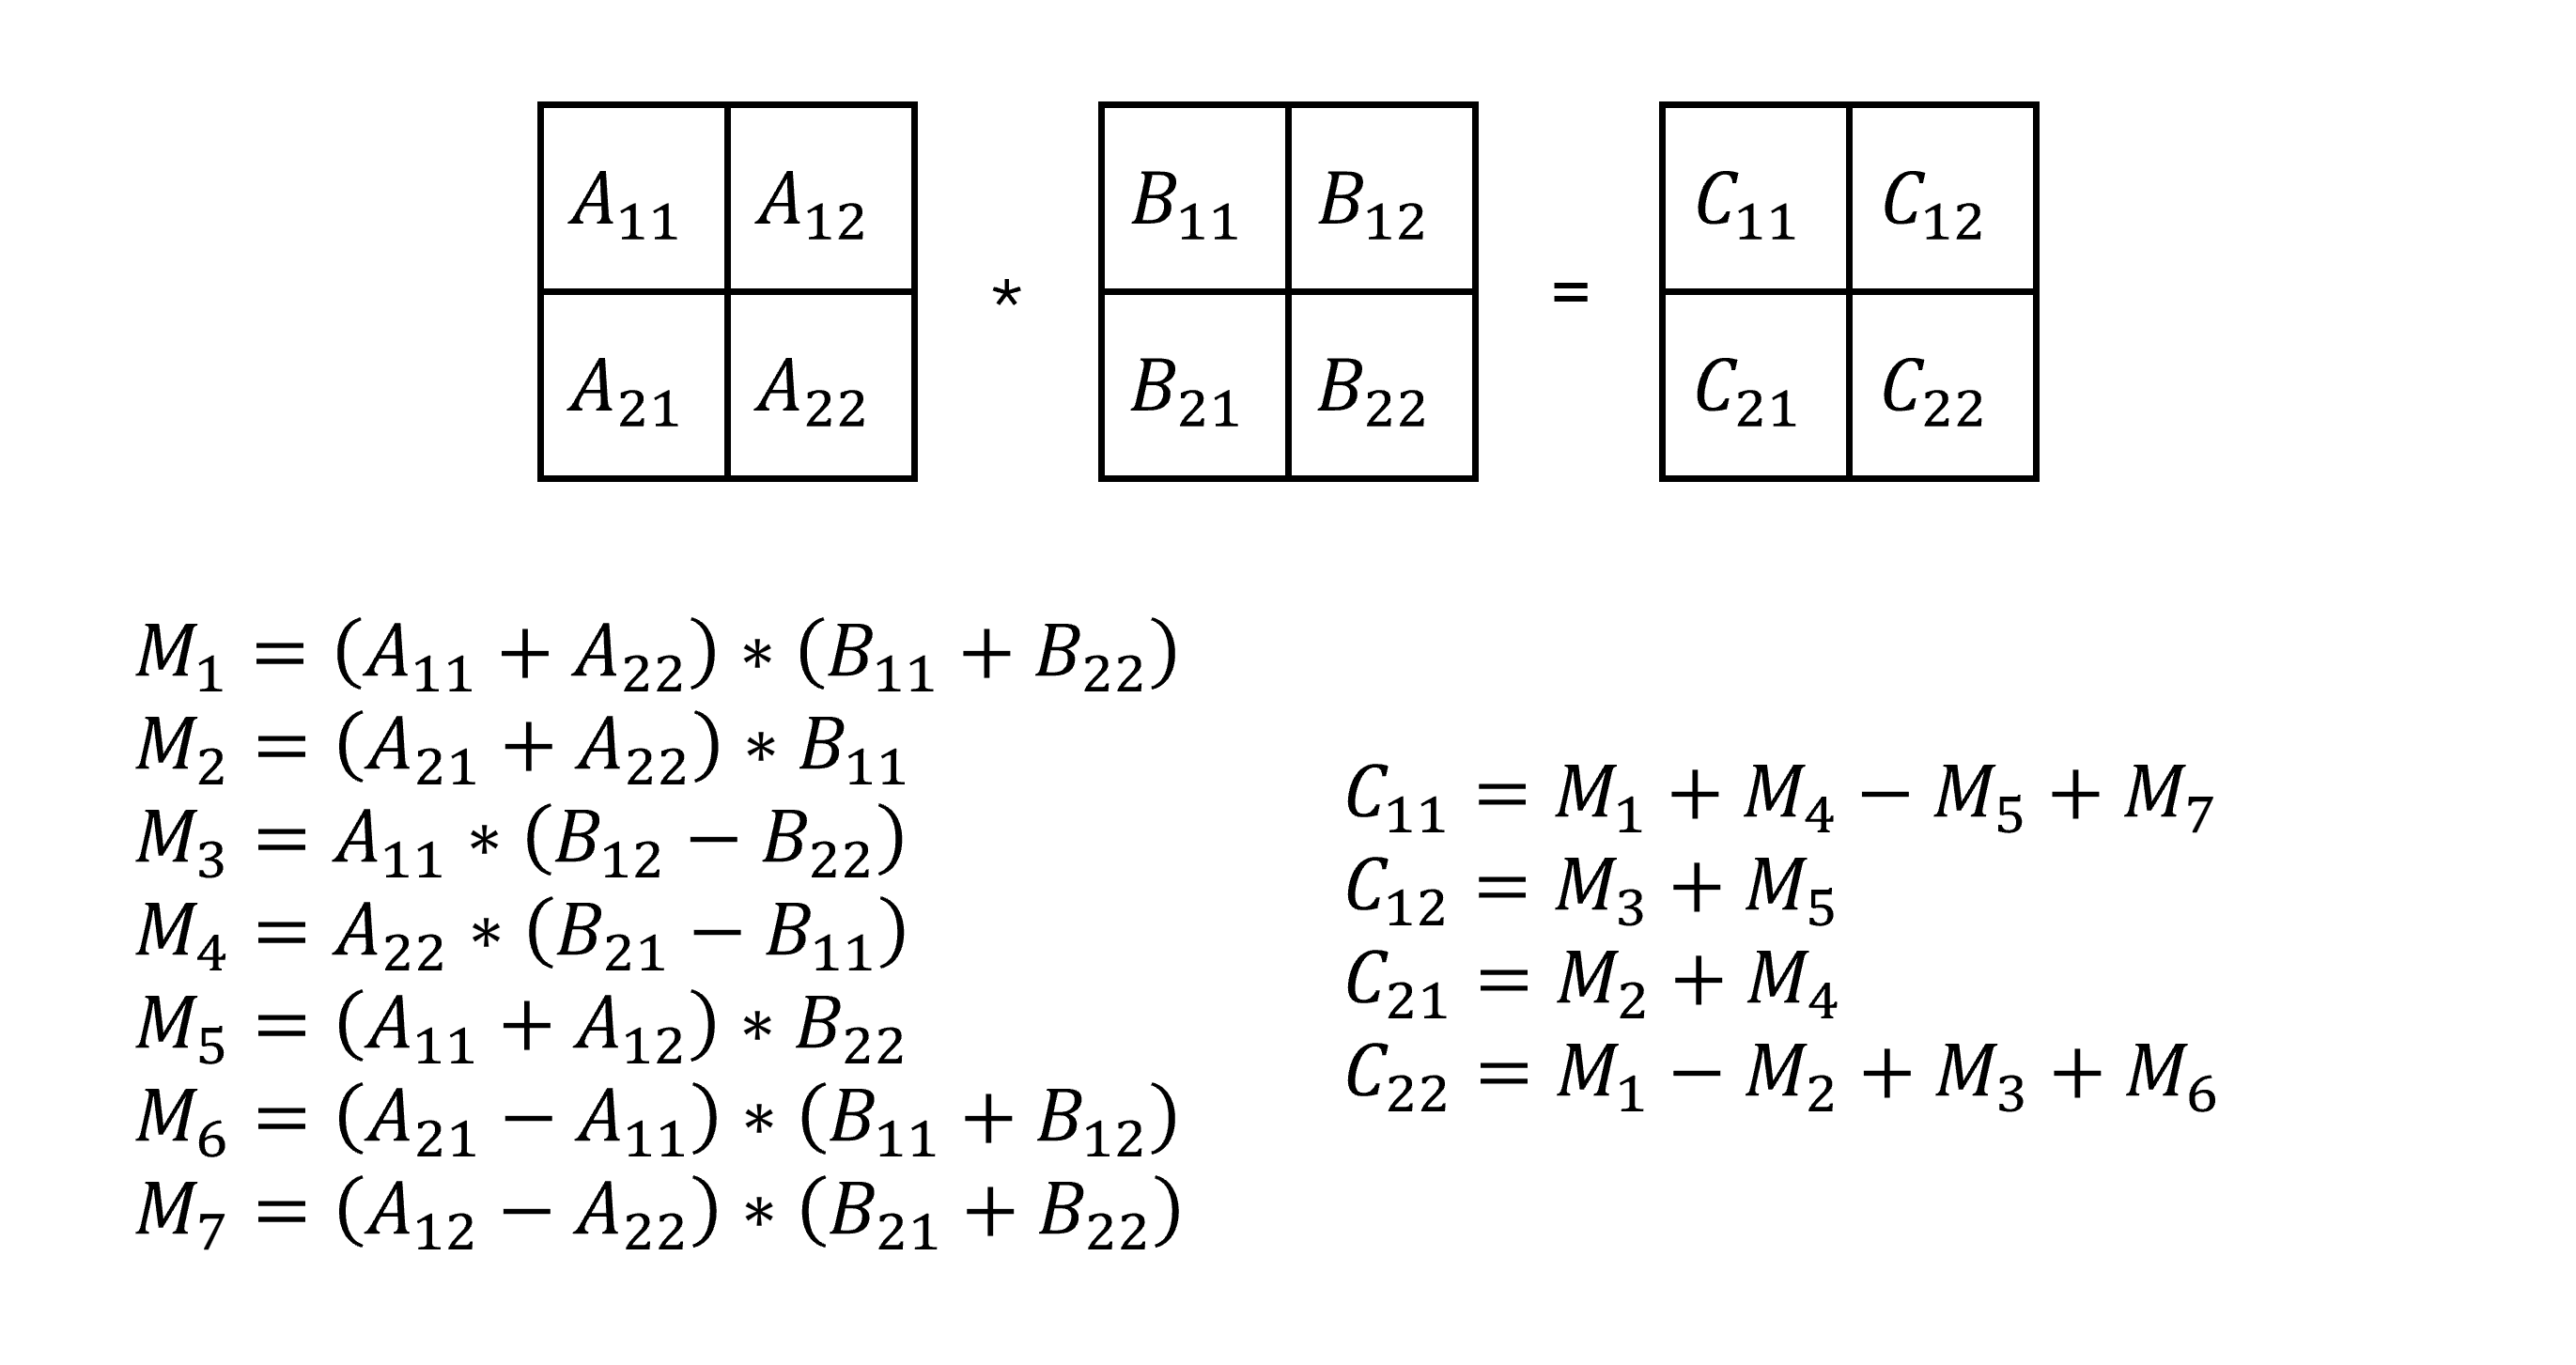 A₁₁ A₁₂ B₁₁ B₁₂ C₁₁ C₁₂
* =
A₂₁ A₂₂ B₂₁ B₂₂ C₂₁ C₂₂
M₁ = (A₁₁ + A₂₂) * (B₁₁ + B₂₂)
M₂ = (A₂₁ + A₂₂) * B₁₁
M₃ = A₁₁ * (B₁₂ − B₂₂)
M₄ = A₂₂ * (B₂₁ − B₁₁)
M₅ = (A₁₁ + A₁₂) * B₂₂
M₆ = (A₂₁ − A₁₁) * (B₁₁ + B₁₂)
M₇ = (A₁₂ − A₂₂) * (B₂₁ + B₂₂)
C₁₁ = M₁ + M₄ − M₅ + M₇
C₁₂ = M₃ + M₅
C₂₁ = M₂ + M₄
C₂₂ = M₁ − M₂ + M₃ + M₆